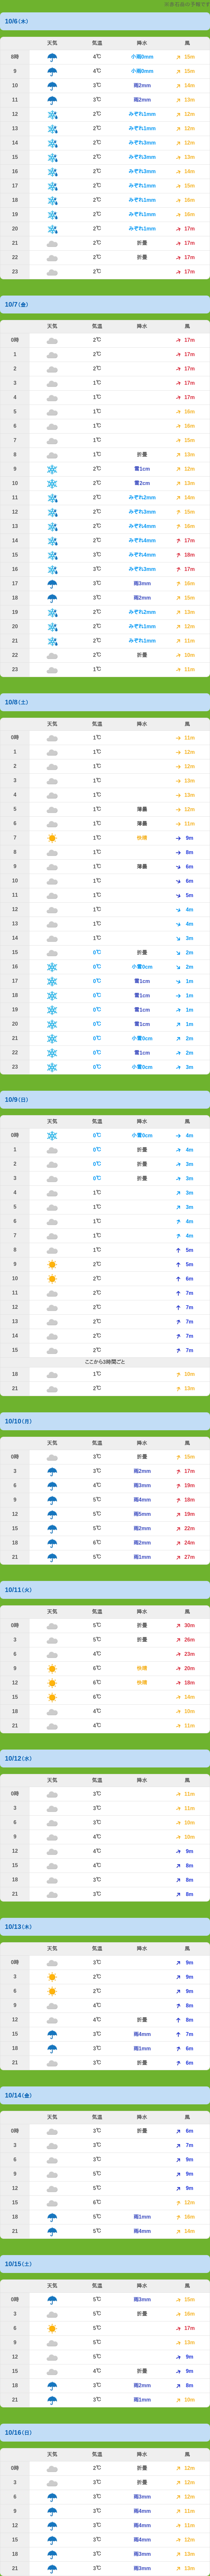 ※表示値の予報です
10/6(木)
天気 気温 降水 風
8時 4℃ 小雨0mm 15m
9 4℃ 小雨0mm 15m
10 3℃ 雨2mm 14m
11 3℃ 雨2mm 13m
12 2℃ みぞれ1mm 12m
13 2℃ みぞれ1mm 12m
14 2℃ みぞれ3mm 12m
15 2℃ みぞれ3mm 13m
16 2℃ みぞれ3mm 14m
17 2℃ みぞれ1mm 15m
18 2℃ みぞれ1mm 16m
19 2℃ みぞれ1mm 16m
20 2℃ みぞれ1mm 17m
21 2℃ 折曇 17m
22 2℃ 折曇 17m
23 2℃ 17m
10/7(金)
天気 気温 降水 風
0時 2℃ 17m
1 2℃ 17m
2 2℃ 17m
3 1℃ 17m
4 1℃ 17m
5 1℃ 16m
6 1℃ 16m
7 1℃ 15m
8 1℃ 折曇 13m
9 2℃ 雪1cm 12m
10 2℃ 雪2cm 13m
11 2℃ みぞれ2mm 14m
12 2℃ みぞれ3mm 15m
13 2℃ みぞれ4mm 16m
14 2℃ みぞれ4mm 17m
15 3℃ みぞれ4mm 18m
16 3℃ みぞれ3mm 17m
17 3℃ 雨3mm 16m
18 3℃ 雨2mm 15m
19 2℃ みぞれ2mm 13m
20 2℃ みぞれ1mm 12m
21 2℃ みぞれ1mm 11m
22 2℃ 折曇 10m
23 1℃ 11m
10/8(土)
天気 気温 降水 風
0時 1℃ 11m
1 1℃ 12m
2 1℃ 12m
3 1℃ 13m
4 1℃ 13m
5 1℃ 薄曇 12m
6 1℃ 薄曇 11m
7 1℃ 快晴 9m
8 1℃ 8m
9 1℃ 薄曇 6m
10 1℃ 6m
11 1℃ 5m
12 1℃ 4m
13 1℃ 4m
14 1℃ 3m
15 0℃ 折曇 2m
16 0℃ 小雪0cm 2m
17 0℃ 雪1cm 1m
18 0℃ 雪1cm 1m
19 0℃ 雪1cm 1m
20 0℃ 雪1cm 1m
21 0℃ 小雪0cm 2m
22 0℃ 雪1cm 2m
23 0℃ 小雪0cm 3m
10/9(日)
天気 気温 降水 風
0時 0℃ 小雪0cm 4m
1 0℃ 折曇 4m
2 0℃ 折曇 3m
3 0℃ 折曇 3m
4 1℃ 3m
5 1℃ 3m
6 1℃ 4m
7 1℃ 4m
8 1℃ 5m
9 2℃ 5m
10 2℃ 6m
11 2℃ 7m
12 2℃ 7m
13 2℃ 7m
14 2℃ 7m
15 2℃ 7m
ここから3時間ごと
18 1℃ 10m
21 2℃ 13m
10/10(月)
天気 気温 降水 風
0時 3℃ 折曇 15m
3 3℃ 雨2mm 17m
6 4℃ 雨3mm 19m
9 5℃ 雨4mm 18m
12 5℃ 雨5mm 19m
15 5℃ 雨2mm 22m
18 6℃ 雨2mm 24m
21 5℃ 雨1mm 27m
10/11(火)
天気 気温 降水 風
0時 5℃ 折曇 30m
3 5℃ 折曇 26m
6 4℃ 23m
9 6℃ 快晴 20m
12 6℃ 快晴 18m
15 6℃ 14m
18 4℃ 10m
21 4℃ 11m
10/12(水)
天気 気温 降水 風
0時 3℃ 11m
3 3℃ 11m
6 3℃ 10m
9 4℃ 10m
12 4℃ 9m
15 4℃ 8m
18 3℃ 8m
21 3℃ 8m
10/13(木)
天気 気温 降水 風
0時 3℃ 9m
3 2℃ 9m
6 2℃ 9m
9 4℃ 8m
12 4℃ 折曇 8m
15 3℃ 雨4mm 7m
18 3℃ 雨1mm 6m
21 3℃ 折曇 6m
10/14(金)
天気 気温 降水 風
0時 3℃ 折曇 6m
3 3℃ 7m
6 3℃ 9m
9 5℃ 9m
12 5℃ 9m
15 6℃ 12m
18 5℃ 雨1mm 16m
21 5℃ 雨4mm 14m
10/15(土)
天気 気温 降水 風
0時 5℃ 雨3mm 15m
3 5℃ 折曇 16m
6 5℃ 17m
9 5℃ 13m
12 5℃ 9m
15 4℃ 折曇 9m
18 3℃ 雨2mm 8m
21 3℃ 雨1mm 10m
10/16(日)
天気 気温 降水 風
0時 2℃ 折曇 12m
3 3℃ 折曇 12m
6 3℃ 雨3mm 12m
9 3℃ 雨4mm 11m
12 3℃ 雨4mm 11m
15 3℃ 雨4mm 12m
18 3℃ 雨3mm 13m
21 3℃ 雨3mm 13m